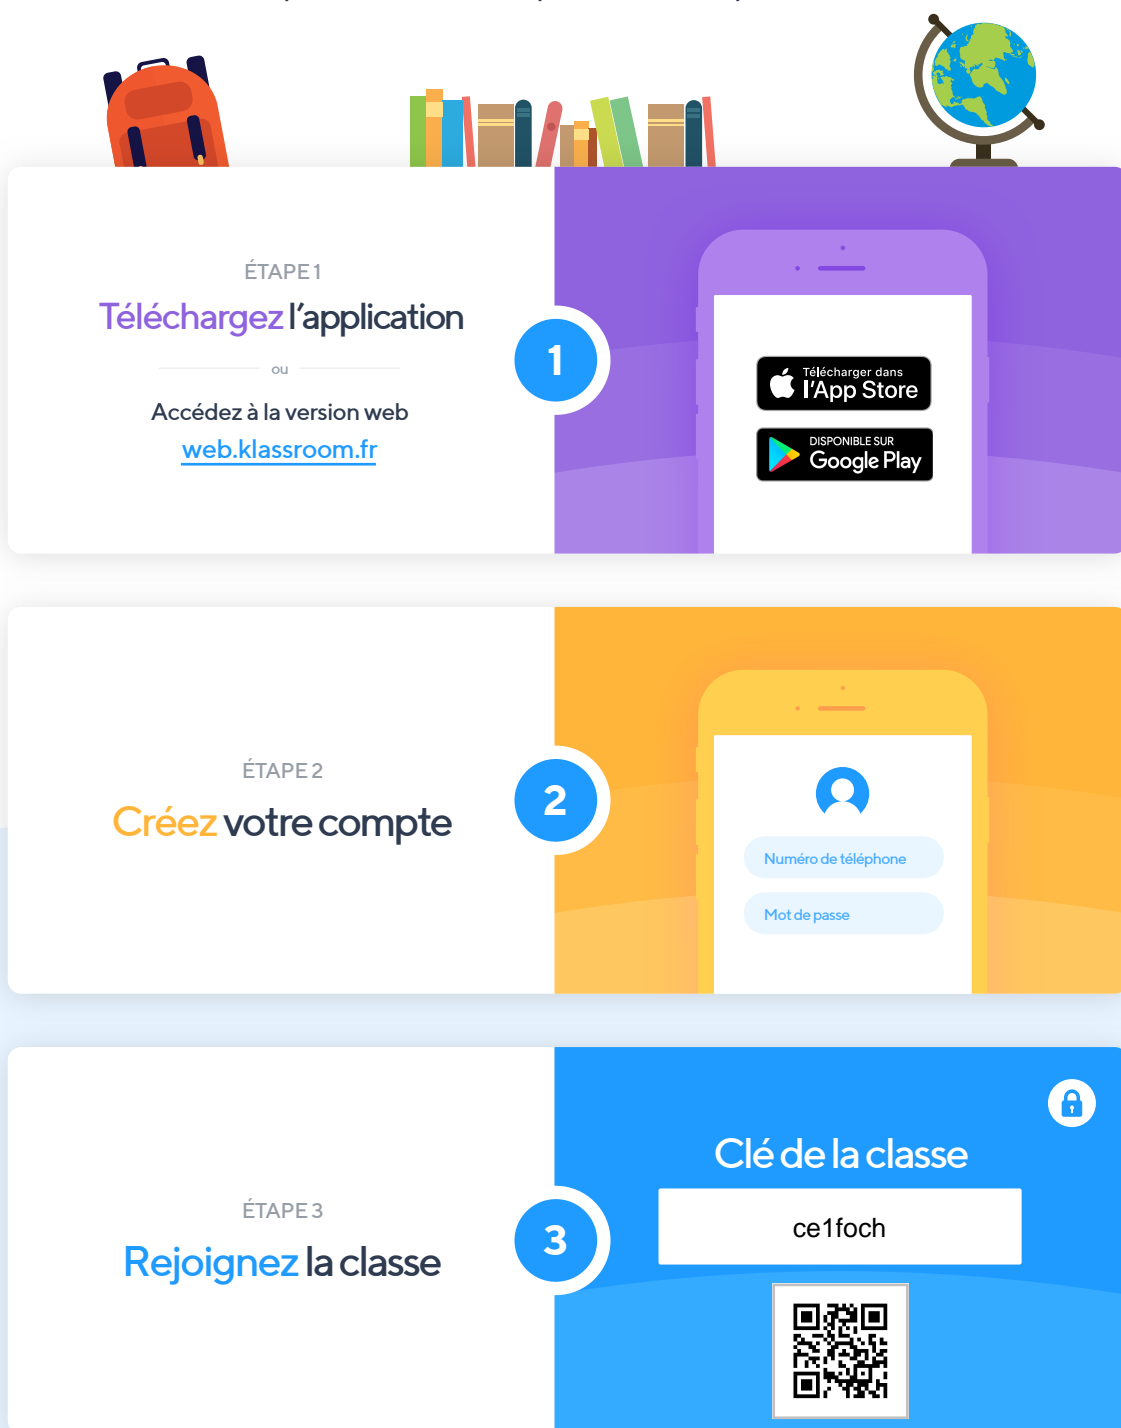 ÉTAPE 1
Téléchargez l'application
ou
Accédez à la version web
web.klassroom.fr
1
Télécharger dans
l'App Store
DISPONIBLE SUR
Google Play
ÉTAPE 2
Créez votre compte
2
Numéro de téléphone
Mot de passe
ÉTAPE 3
Rejoignez la classe
3
Clé de la classe
ce1foch